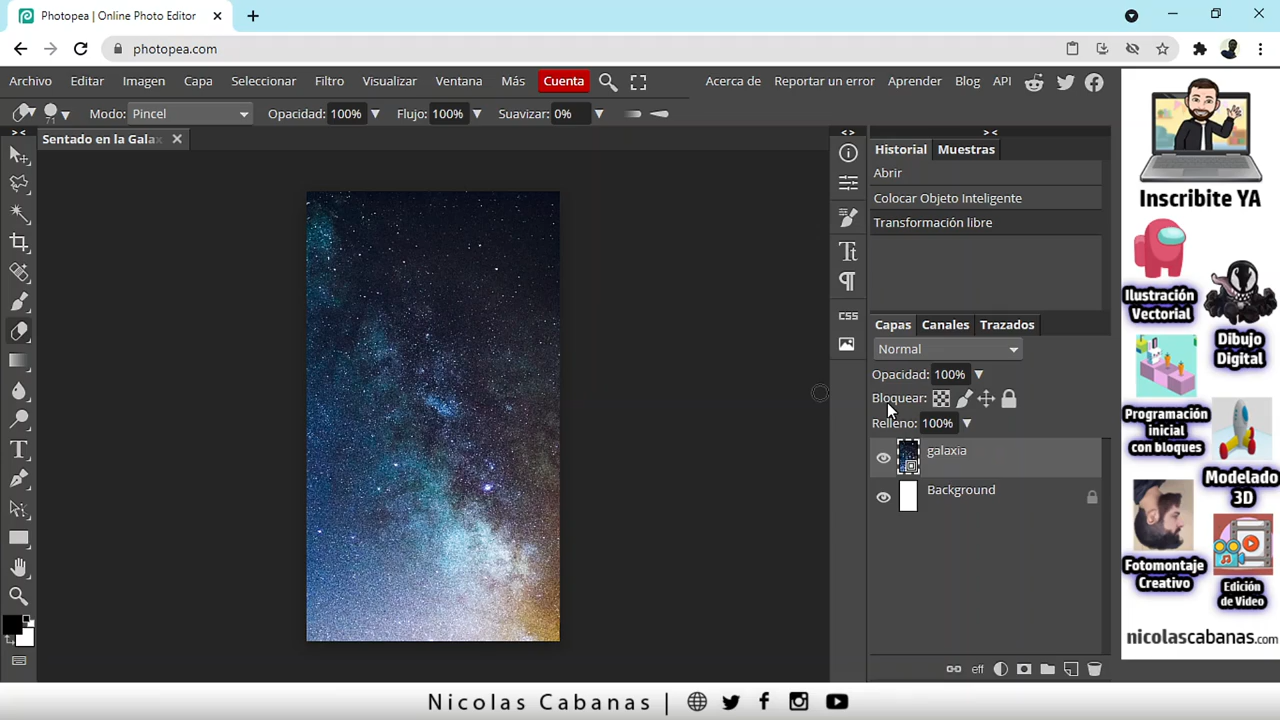 Photopea | Online Photo Editor
photopea.com
Archivo Editar Imagen Capa Seleccionar Filtro Visualizar Ventana Más Cuenta Acerca de Reportar un error Aprender Blog API
71 Modo: Pincel Opacidad: 100% Flujo: 100% Suavizar: 0%
Sentado en la Gala
Historial Muestras
Abrir
Colocar Objeto Inteligente
Transformación libre
Capas Canales Trazados
Normal
Opacidad: 100%
Bloquear:
Relleno: 100%
galaxia
Background
CSS
eff
Inscribite YA
Ilustración
Vectorial
Dibujo
Digital
Programación
inicial
con bloques
Modelado
3D
Fotomontaje
Creativo
Edición
de Video
nicolascabanas.com
Nicolas Cabanas |